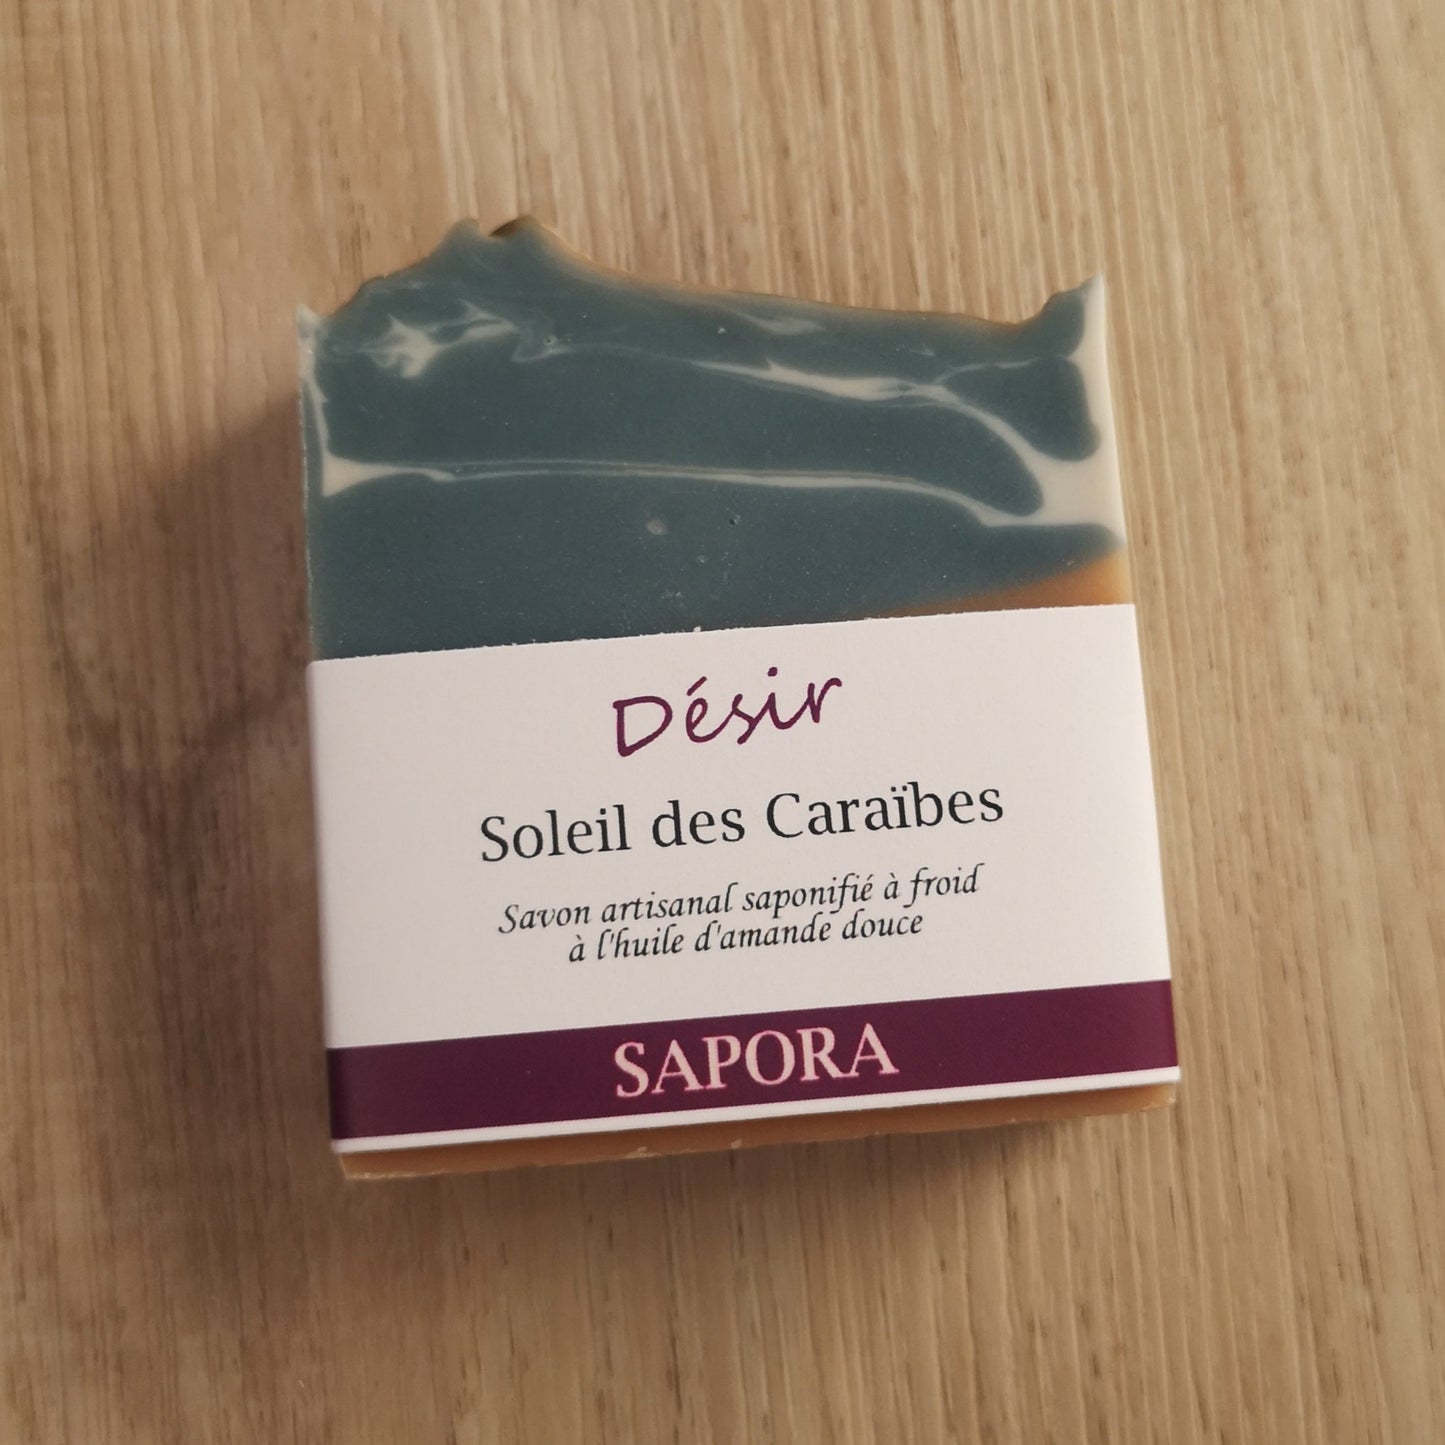 Désir
Soleil des Caraïbes
Savon artisanal saponifié à froid
à l'huile d'amande douce
SAPORA